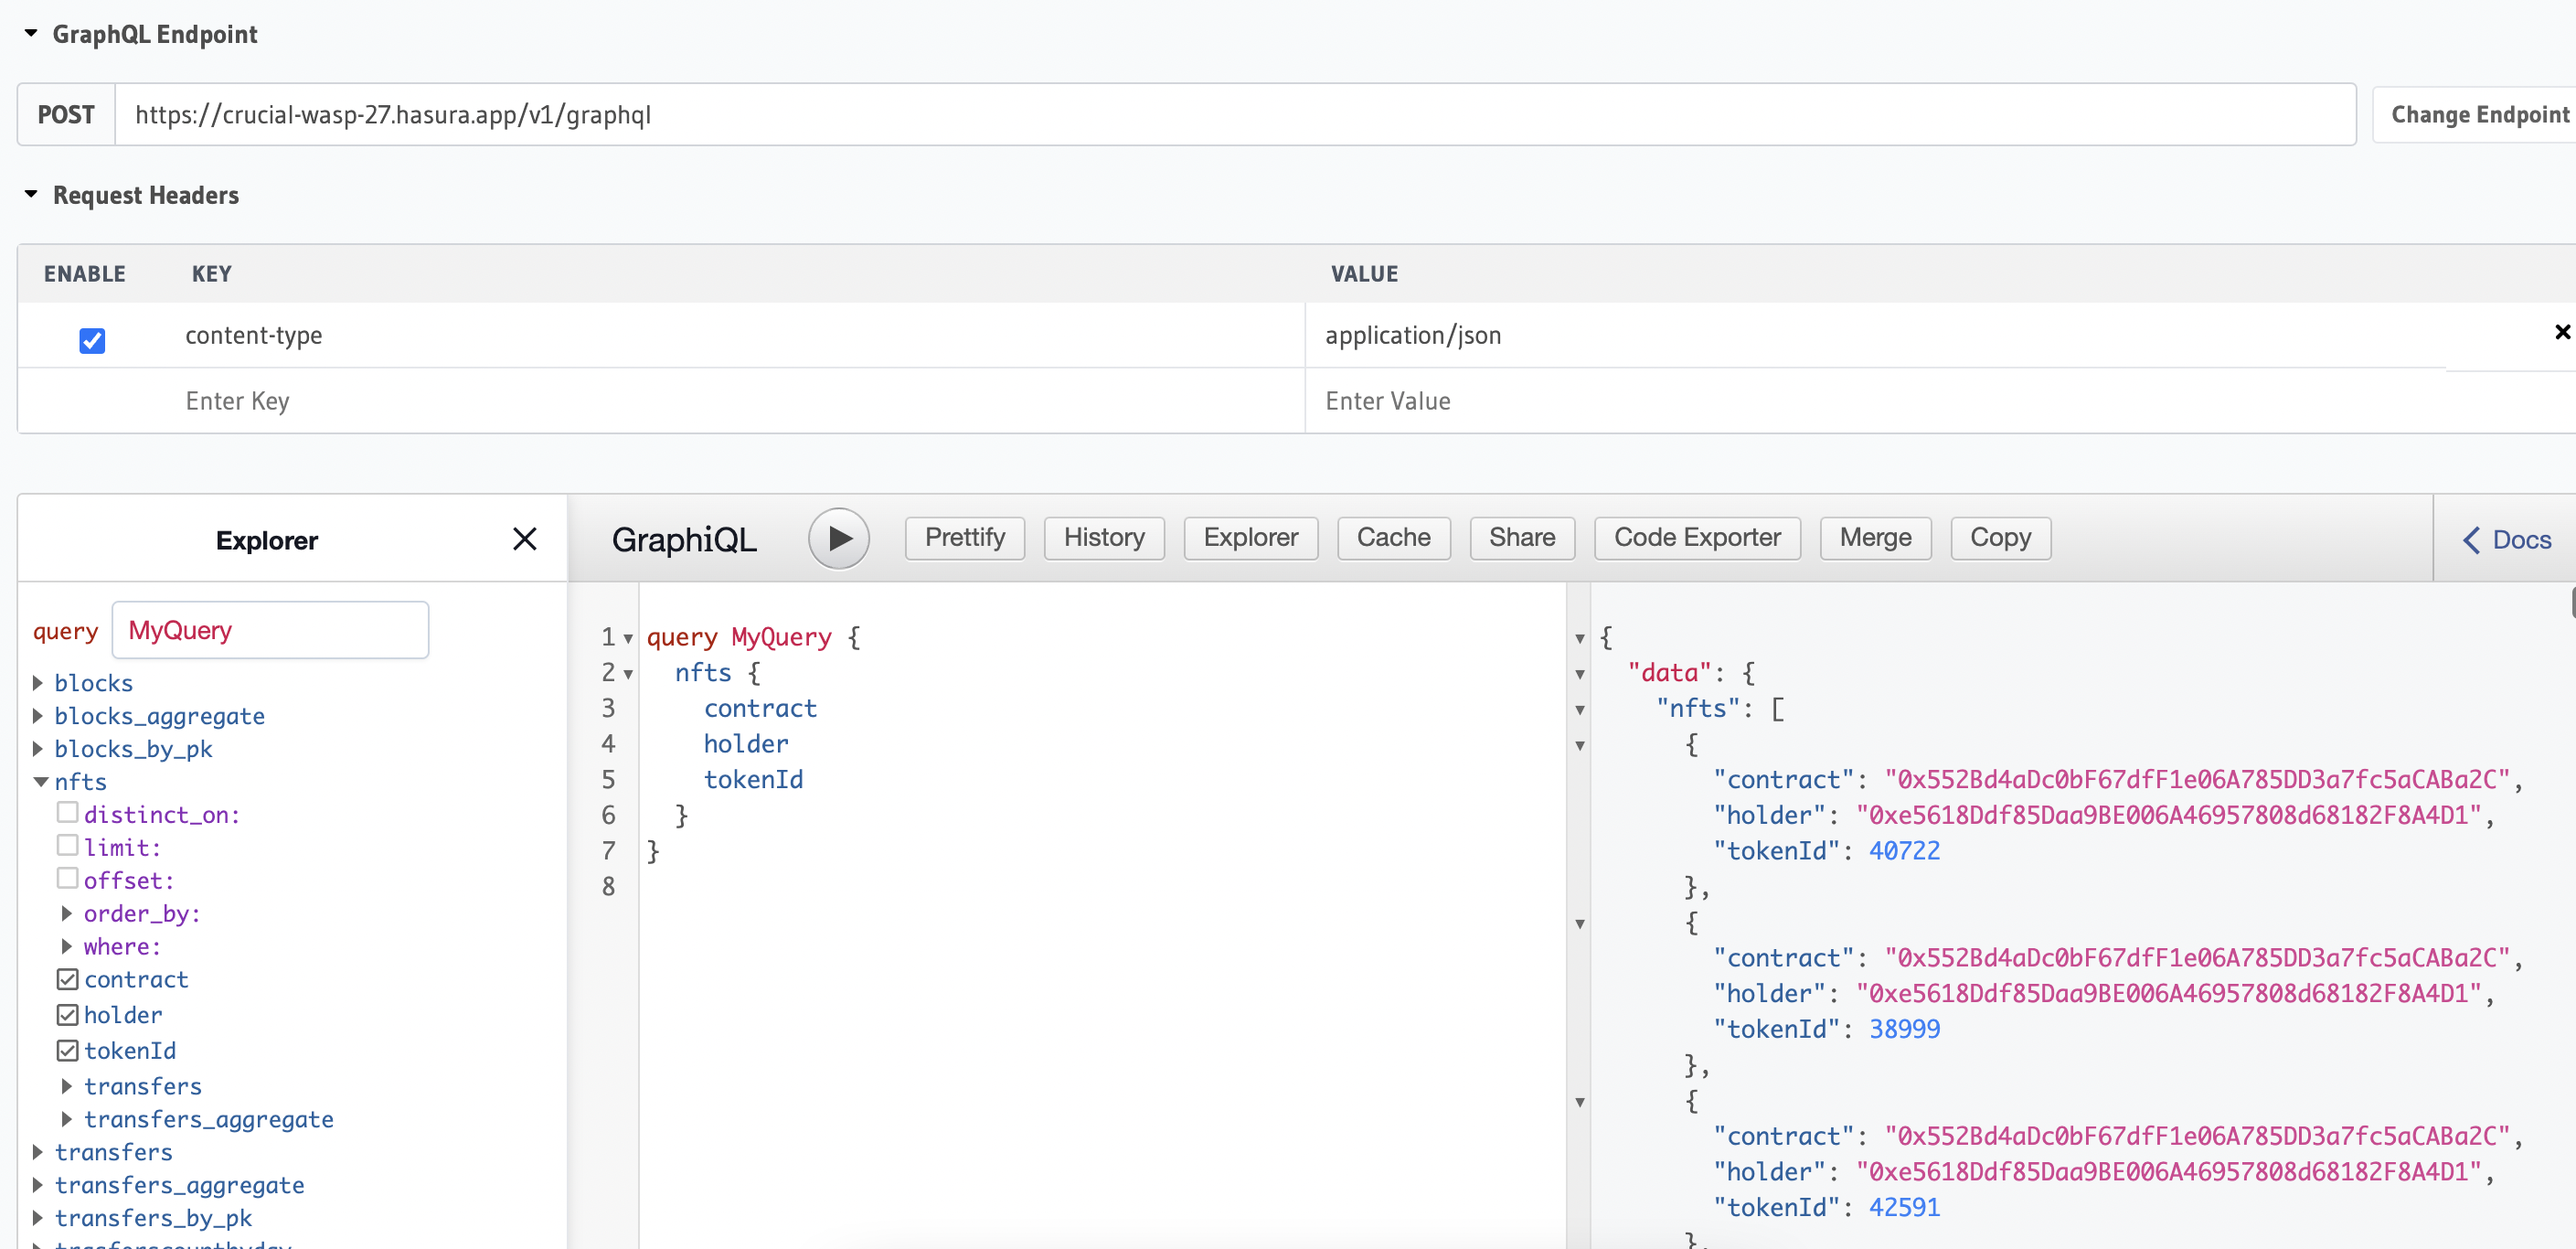 GraphQL Endpoint
POST https://crucial-wasp-27.hasura.app/v1/graphql Change Endpoint
Request Headers
ENABLE KEY VALUE
content-type application/json
Enter Key Enter Value
Explorer
GraphiQL Prettify History Explorer Cache Share Code Exporter Merge Copy Docs
query MyQuery
blocks
blocks_aggregate
blocks_by_pk
nfts
distinct_on:
limit:
offset:
order_by:
where:
contract
holder
tokenId
transfers
transfers_aggregate
transfers
transfers_aggregate
transfers_by_pk
1 query MyQuery {
2 nfts {
3 contract
4 holder
5 tokenId
6 }
7 }
8
{
"data": {
"nfts": [
{
"contract": "0x552Bd4aDc0bF67dfF1e06A785DD3a7fc5aCABa2C",
"holder": "0xe5618Ddf85Daa9BE006A46957808d68182F8A4D1",
"tokenId": 40722
},
{
"contract": "0x552Bd4aDc0bF67dfF1e06A785DD3a7fc5aCABa2C",
"holder": "0xe5618Ddf85Daa9BE006A46957808d68182F8A4D1",
"tokenId": 38999
},
{
"contract": "0x552Bd4aDc0bF67dfF1e06A785DD3a7fc5aCABa2C",
"holder": "0xe5618Ddf85Daa9BE006A46957808d68182F8A4D1",
"tokenId": 42591
},